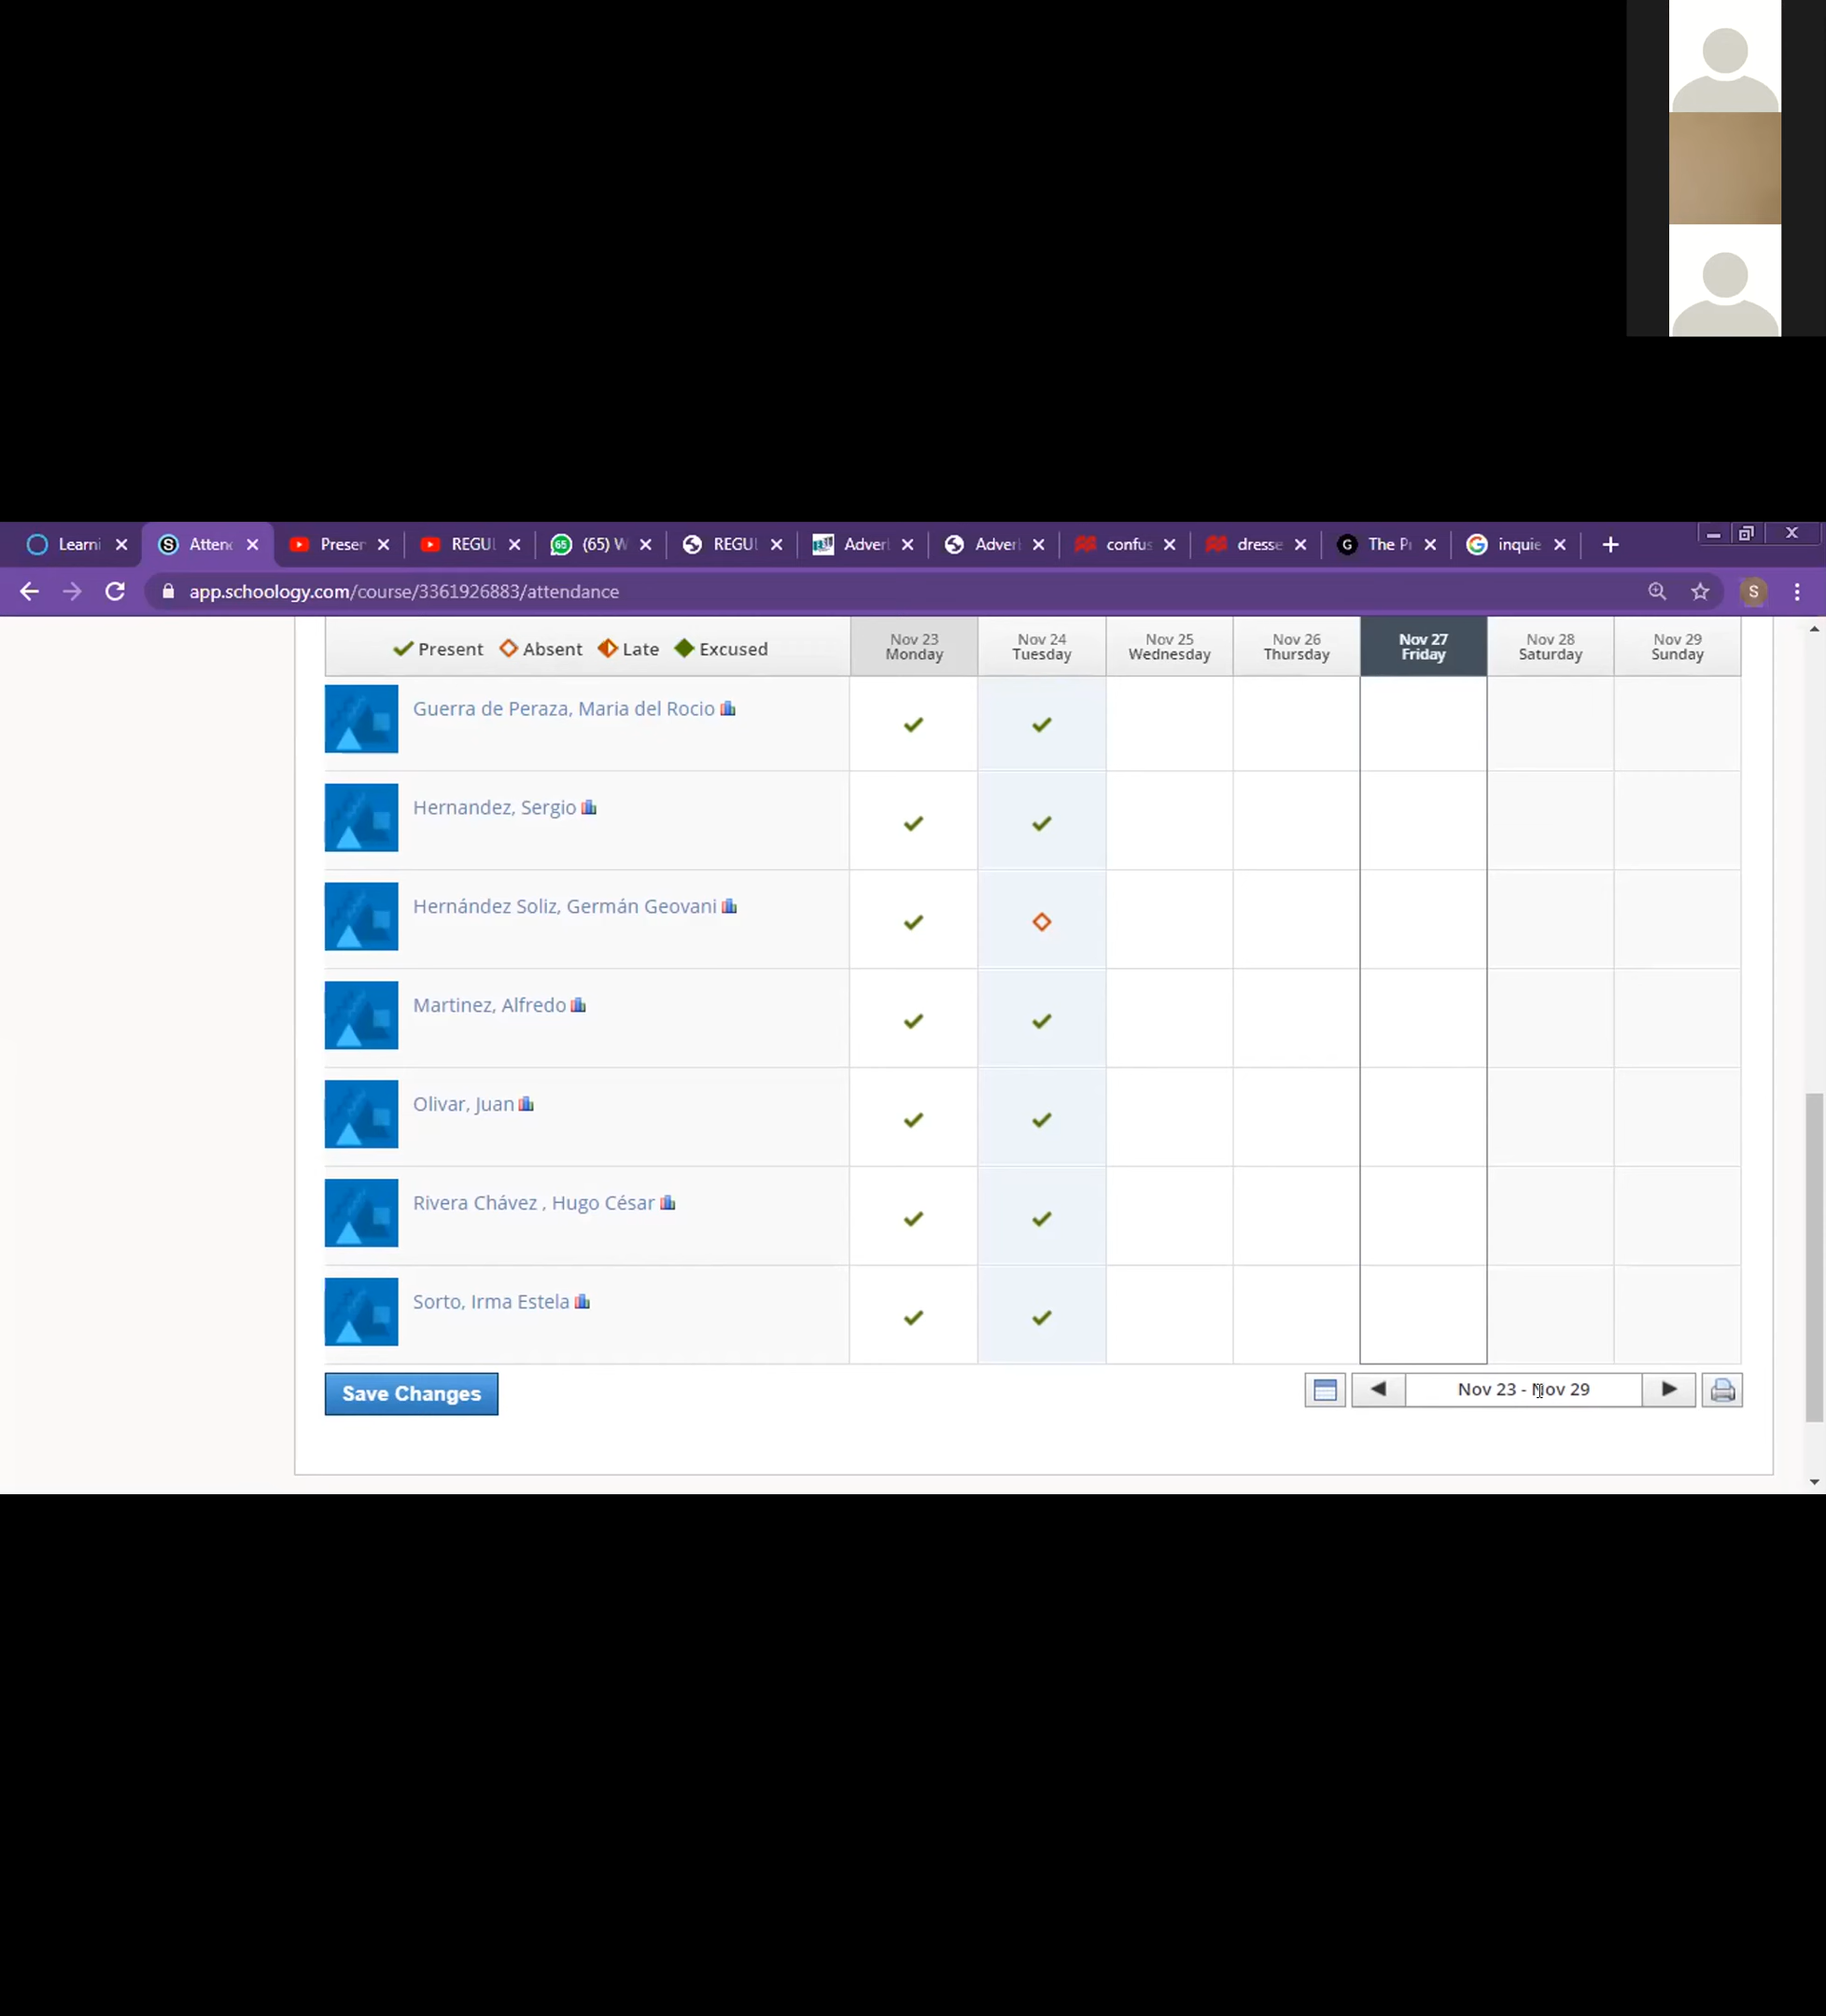 Learni Atten Preser REGUL (65) W REGUL Adver Adver confus dresse The P inquie
app.schoology.com/course/3361926883/attendance S
Present Absent Late Excused Nov 23 Monday Nov 24 Tuesday Nov 25 Wednesday Nov 26 Thursday Nov 27 Friday Nov 28 Saturday Nov 29 Sunday
Guerra de Peraza, Maria del Rocio
Hernandez, Sergio
Hernández Soliz, Germán Geovani
Martinez, Alfredo
Olivar, Juan
Rivera Chávez , Hugo César
Sorto, Irma Estela
Save Changes Nov 23 - Nov 29